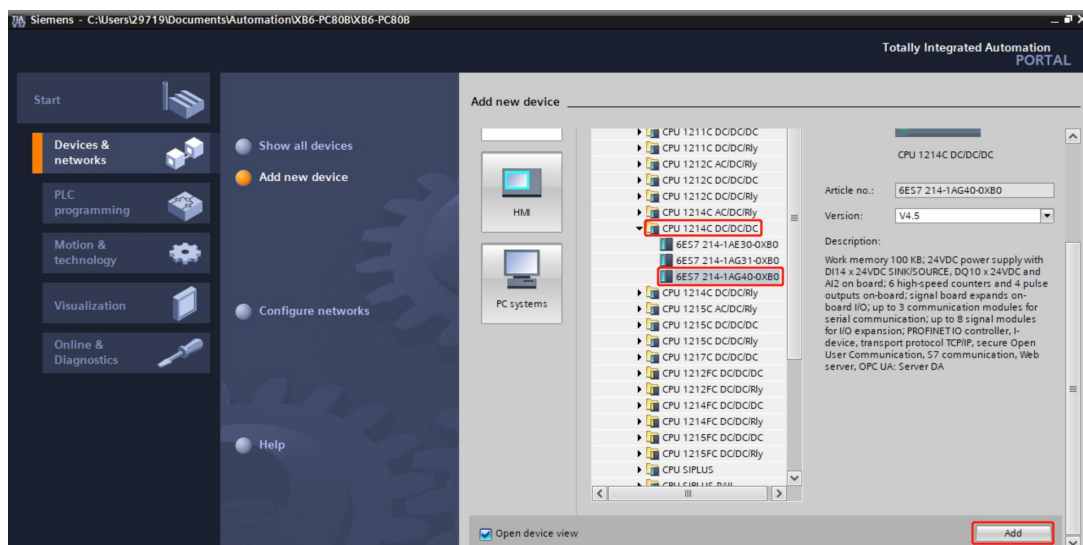 Siemens - C:\Users\29719\Documents\Automation\XB6-PC80B\XB6-PC80B
Totally Integrated Automation
PORTAL
Start
Devices &
networks
PLC
programming
Motion &
technology
Visualization
Online &
Diagnostics
Show all devices
Add new device
Configure networks
Help
Add new device
HMI
PC systems
CPU 1211C DC/DC/DC
CPU 1211C DC/DC/Rly
CPU 1212C AC/DC/Rly
CPU 1212C DC/DC/DC
CPU 1212C DC/DC/Rly
CPU 1214C AC/DC/Rly
CPU 1214C DC/DC/DC
6ES7 214-1AE30-0XB0
6ES7 214-1AG31-0XB0
6ES7 214-1AG40-0XB0
CPU 1214C DC/DC/Rly
CPU 1215C AC/DC/Rly
CPU 1215C DC/DC/DC
CPU 1215C DC/DC/Rly
CPU 1217C DC/DC/DC
CPU 1212FC DC/DC/DC
CPU 1212FC DC/DC/Rly
CPU 1214FC DC/DC/DC
CPU 1214FC DC/DC/Rly
CPU 1215FC DC/DC/DC
CPU 1215FC DC/DC/Rly
CPU SIPLUS
CPU SIPLUS RAIL
CPU 1214C DC/DC/DC
Article no.: 6ES7 214-1AG40-0XB0
Version: V4.5
Description:
Work memory 100 KB; 24VDC power supply with
DI14 x 24VDC SINK/SOURCE, DQ10 x 24VDC and
AI2 on board; 6 high-speed counters and 4 pulse
outputs on-board; signal board expands on-
board I/O; up to 3 communication modules for
serial communication; up to 8 signal modules
for I/O expansion; PROFINET IO controller, I-
device, transport protocol TCP/IP, secure Open
User Communication, S7 communication, Web
server, OPC UA: Server DA
Open device view
Add